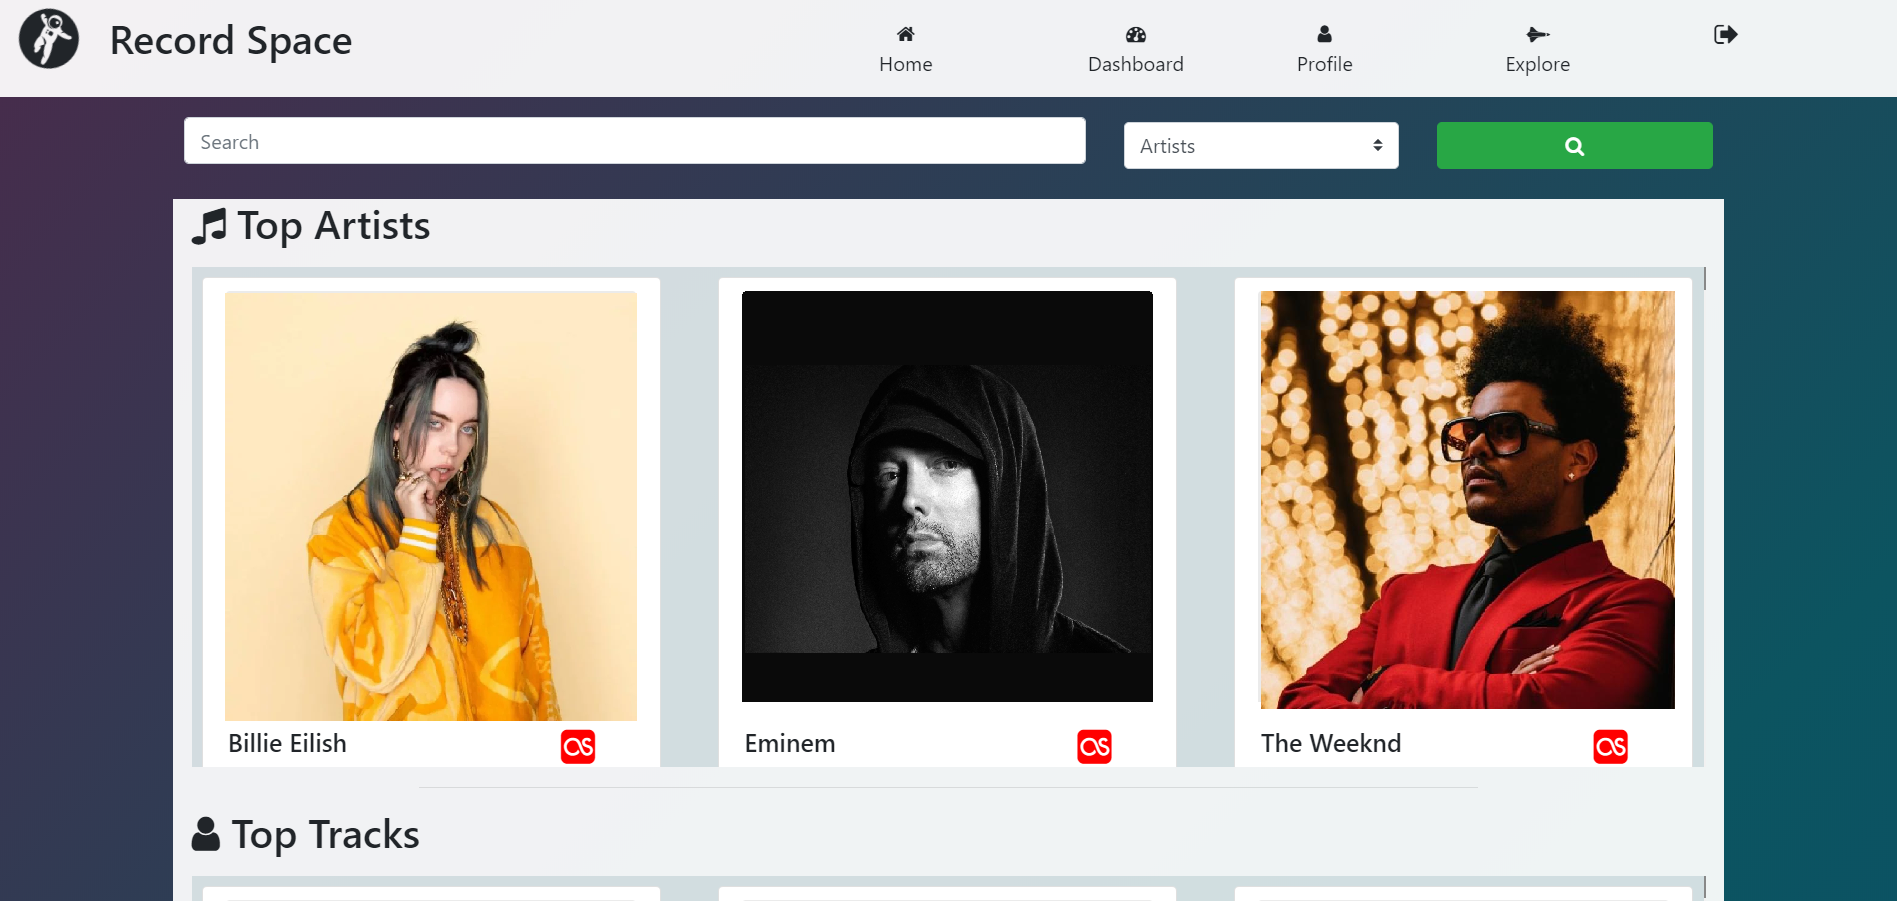 Record Space
Home
Dashboard
Profile
Explore
Search
Artists
Top Artists
Billie Eilish
Eminem
The Weeknd
Top Tracks